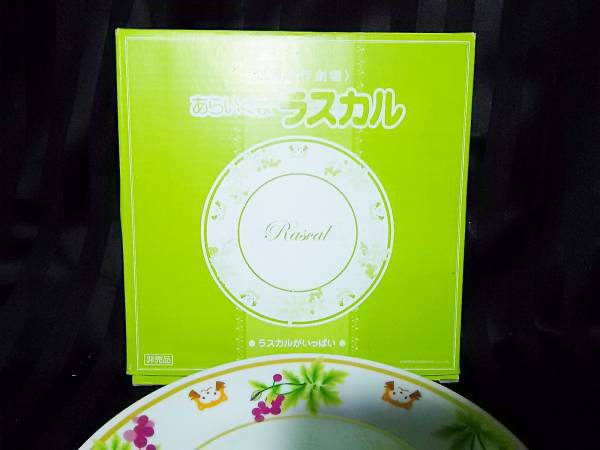 あらいぐま ラスカル
Rascal
● ラスカルがいっぱい ●
非売品